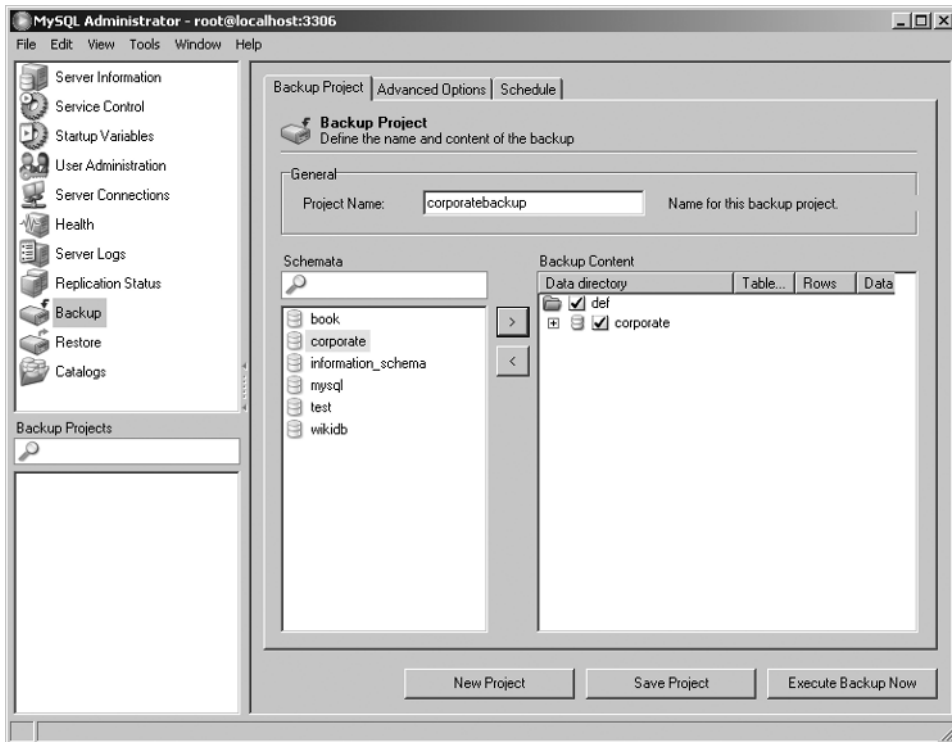 MySQL Administrator - root@localhost:3306
File Edit View Tools Window Help
Server Information
Service Control
Startup Variables
User Administration
Server Connections
Health
Server Logs
Replication Status
Backup
Restore
Catalogs
Backup Projects
Backup Project Advanced Options Schedule
Backup Project
Define the name and content of the backup
General
Project Name: corporatebackup Name for this backup project.
Schemata
book
corporate
information_schema
mysql
test
wikidb
>
<
Backup Content
Data directory Table... Rows Data
def
corporate
New Project Save Project Execute Backup Now